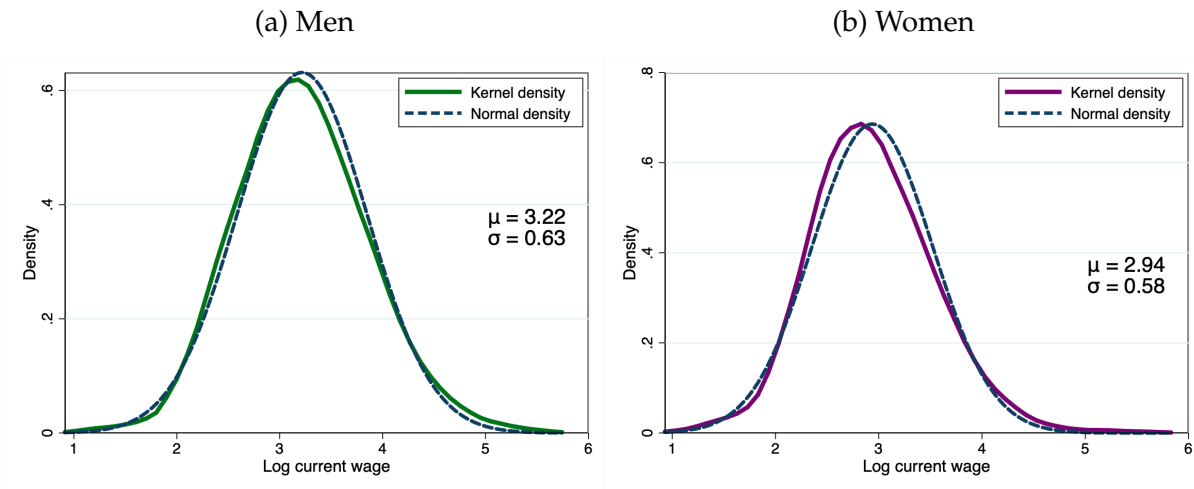 (a) Men
Kernel density
Normal density
μ = 3.22
σ = 0.63
Density
0
.2
.4
.6
1
2
3
4
5
6
Log current wage
(b) Women
Kernel density
Normal density
μ = 2.94
σ = 0.58
Density
0
.2
.4
.6
.8
1
2
3
4
5
6
Log current wage